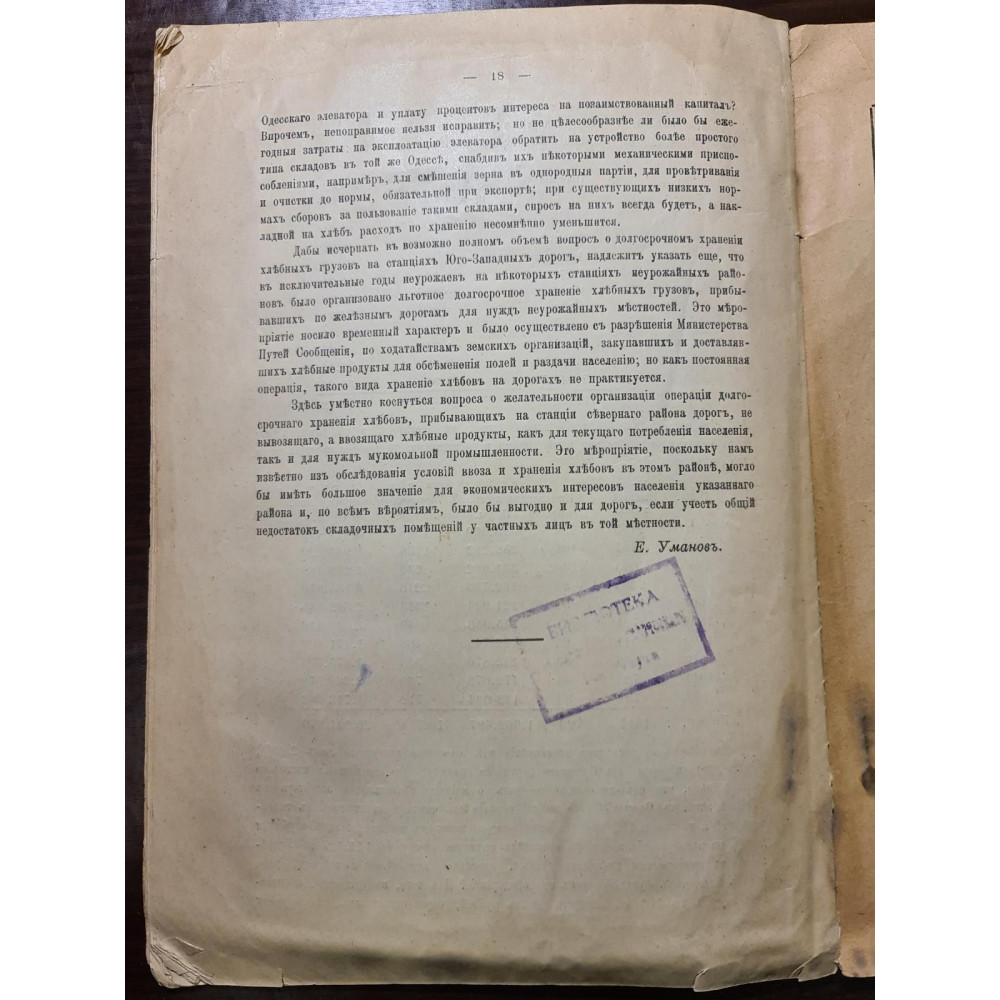 — 18 —
Одесскаго элеватора и уплату процентовъ интереса на позаимствованный капиталъ?
Впрочемъ, непоправимое нельзя исправить; но не цѣлесообразнѣе ли было бы еже-
годныя затраты на эксплоатацію элеватора обратить на устройство болѣе простого
типа складовъ въ той же Одессѣ, снабдивъ ихъ нѣкоторыми механическими приспо-
собленіями, напримѣръ, для смѣшенія зерна въ однородныя партіи, для провѣтриванія
и очистки до нормы, обязательной при экспортѣ; при существующихъ низкихъ нор-
махъ сборовъ за пользованіе такими складами, спросъ на нихъ всегда будетъ, а нак-
ладной на хлѣбъ расходъ по храненію несомнѣнно уменьшится.
Дабы исчерпать въ возможно полномъ объемѣ вопросъ о долгосрочномъ храненіи
хлѣбныхъ грузовъ на станціяхъ Юго-Западныхъ дорогъ, надлежитъ указать еще, что
въ исключительные годы неурожаевъ на нѣкоторыхъ станціяхъ неурожайныхъ райо-
новъ было организовано льготное долгосрочное храненіе хлѣбныхъ грузовъ, прибы-
вавшихъ по желѣзнымъ дорогамъ для нуждъ неурожайныхъ мѣстностей. Это мѣро-
пріятіе носило временный характеръ и было осуществлено съ разрѣшенія Министерства
Путей Сообщенія, по ходатайствамъ земскихъ организацій, закупавшихъ и доставляв-
шихъ хлѣбные продукты для обсѣмененія полей и раздачи населенію; но какъ постоянная
операція, такого вида храненіе хлѣбовъ на дорогахъ не практикуется.
Здѣсь умѣстно коснуться вопроса о желательности организаціи операціи долго-
срочнаго храненія хлѣбовъ, прибывающихъ на станціи сѣвернаго района дорогъ, не
вывозящаго, а ввозящаго хлѣбные продукты, какъ для текущаго потребленія населенія,
такъ и для нуждъ мукомольной промышленности. Это мѣропріятіе, поскольку намъ
извѣстно изъ обслѣдованія условій ввоза и храненія хлѣбовъ въ этомъ районѣ, могло
бы имѣть большое значеніе для экономическихъ интересовъ населенія указаннаго
района и, по всѣмъ вѣроятіямъ, было бы выгодно и для дорогъ, если учесть общій
недостатокъ складочныхъ помѣщеній у частныхъ лицъ въ той мѣстности.
Е. Умановъ.
БИБЛИОТЕКА